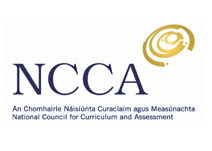 NCCA
An Chomhairle Náisiúnta Curaclaim agus Measúnachta
National Council for Curriculum and Assessment